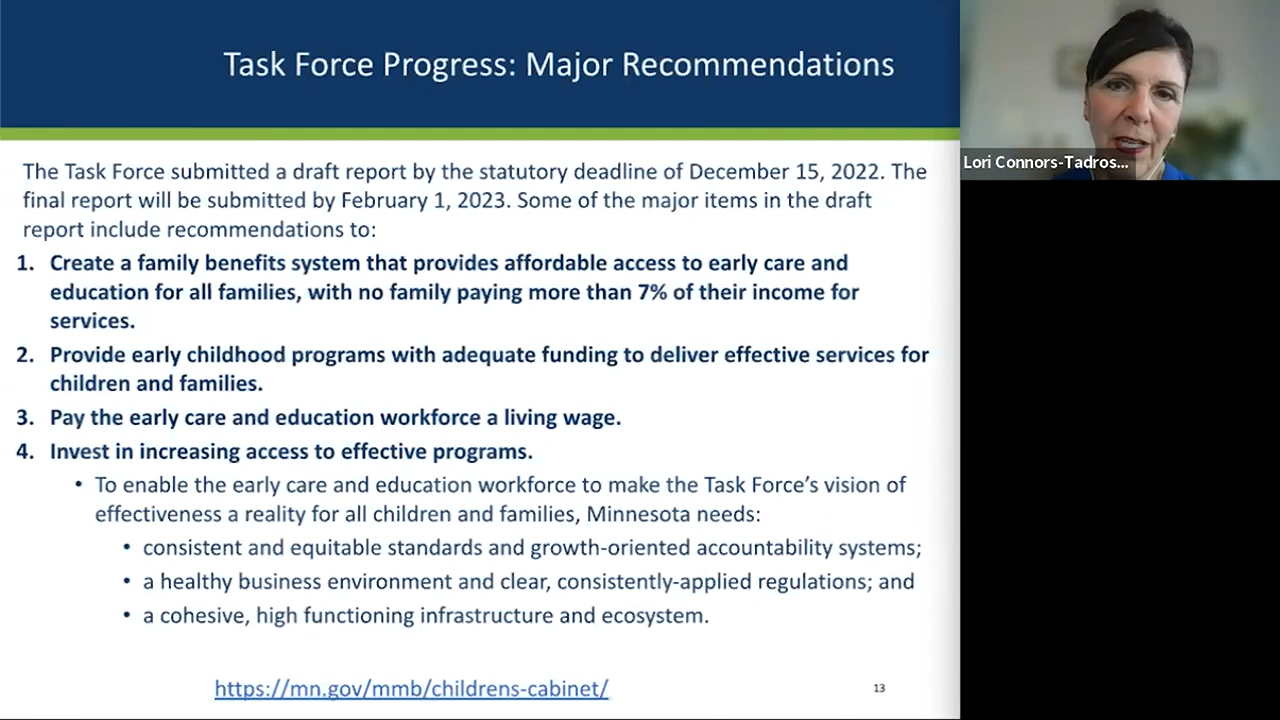 Task Force Progress: Major Recommendations
The Task Force submitted a draft report by the statutory deadline of December 15, 2022. The
final report will be submitted by February 1, 2023. Some of the major items in the draft
report include recommendations to:
1. Create a family benefits system that provides affordable access to early care and
education for all families, with no family paying more than 7% of their income for
services.
2. Provide early childhood programs with adequate funding to deliver effective services for
children and families.
3. Pay the early care and education workforce a living wage.
4. Invest in increasing access to effective programs.
• To enable the early care and education workforce to make the Task Force’s vision of
effectiveness a reality for all children and families, Minnesota needs:
• consistent and equitable standards and growth-oriented accountability systems;
• a healthy business environment and clear, consistently-applied regulations; and
• a cohesive, high functioning infrastructure and ecosystem.
https://mn.gov/mmb/childrens-cabinet/
13
Lori Connors-Tadros...